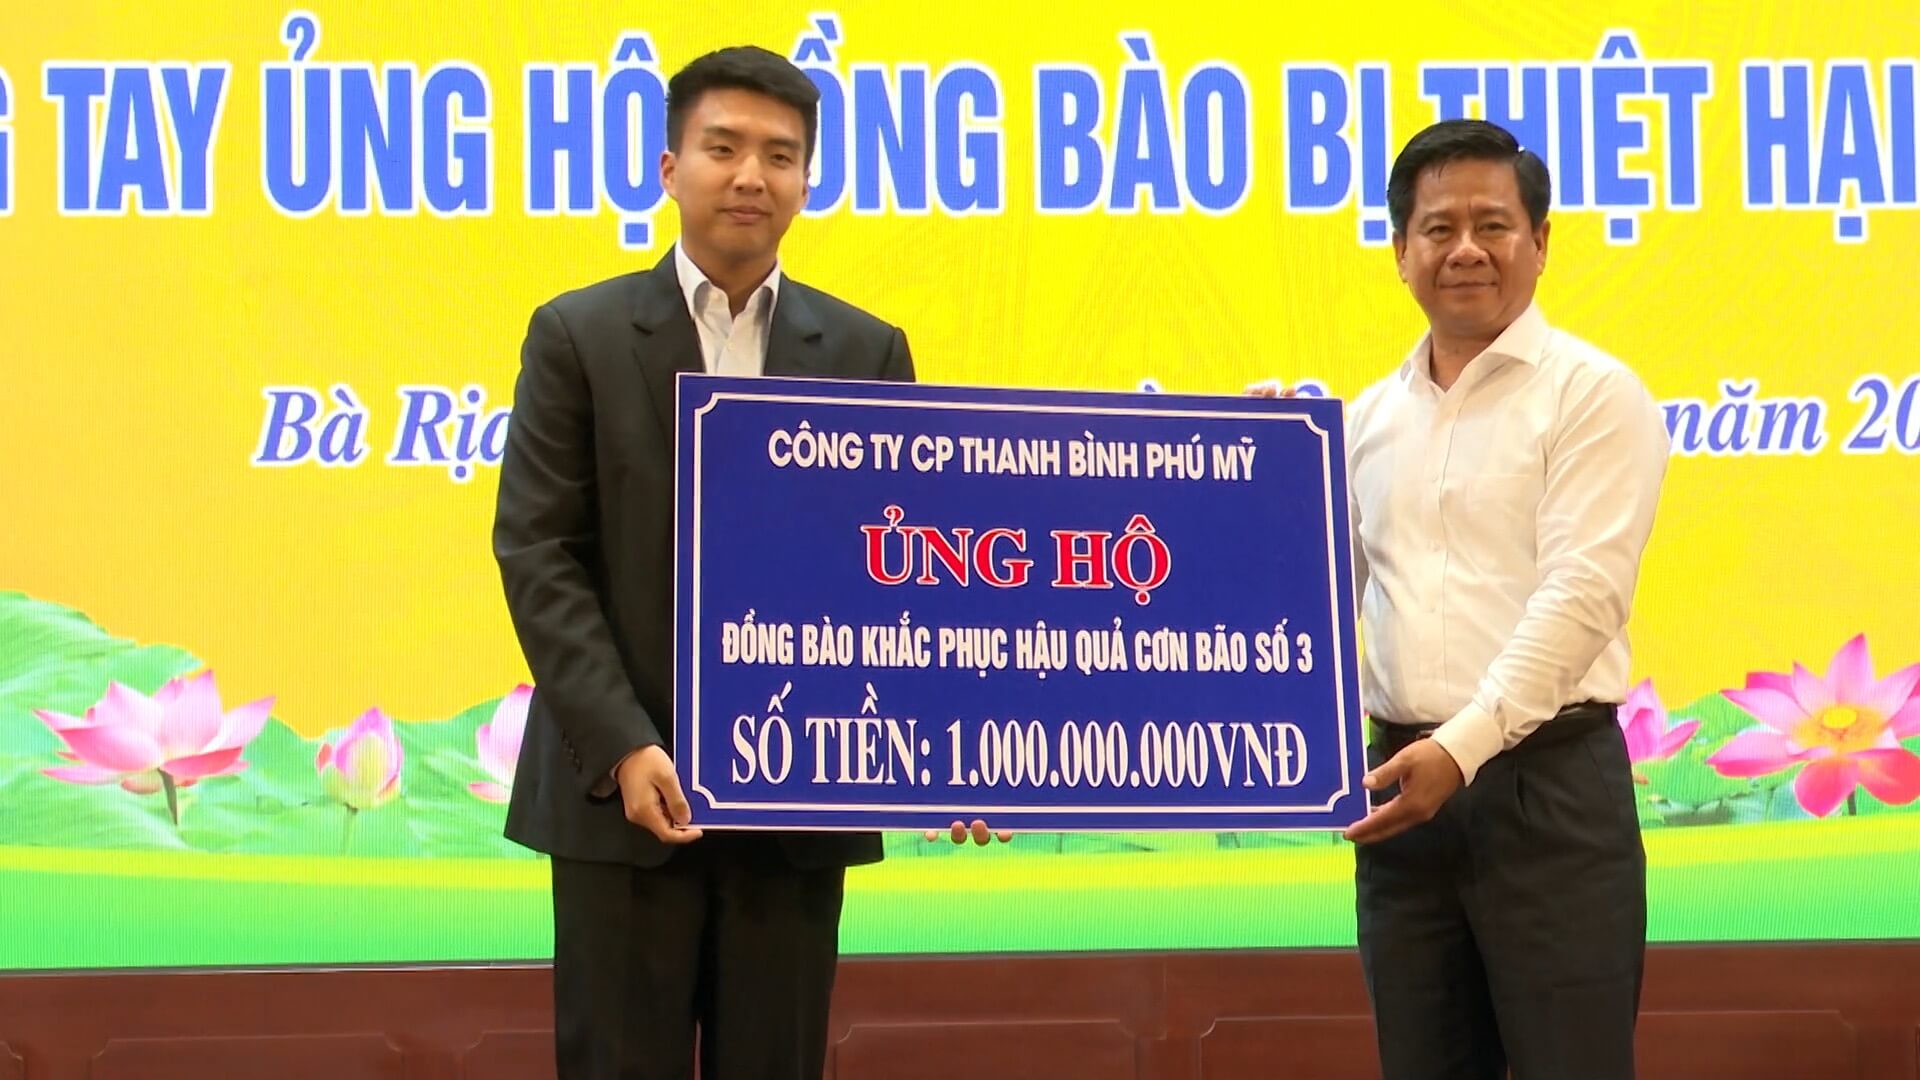 TAY ỦNG HỘ ĐỒNG BÀO BỊ THIỆT HẠI
Bà Rịa năm 20
CÔNG TY CP THANH BÌNH PHÚ MỸ
ỦNG HỘ
ĐỒNG BÀO KHẮC PHỤC HẬU QUẢ CƠN BÃO SỐ 3
SỐ TIỀN: 1.000.000.000VNĐ